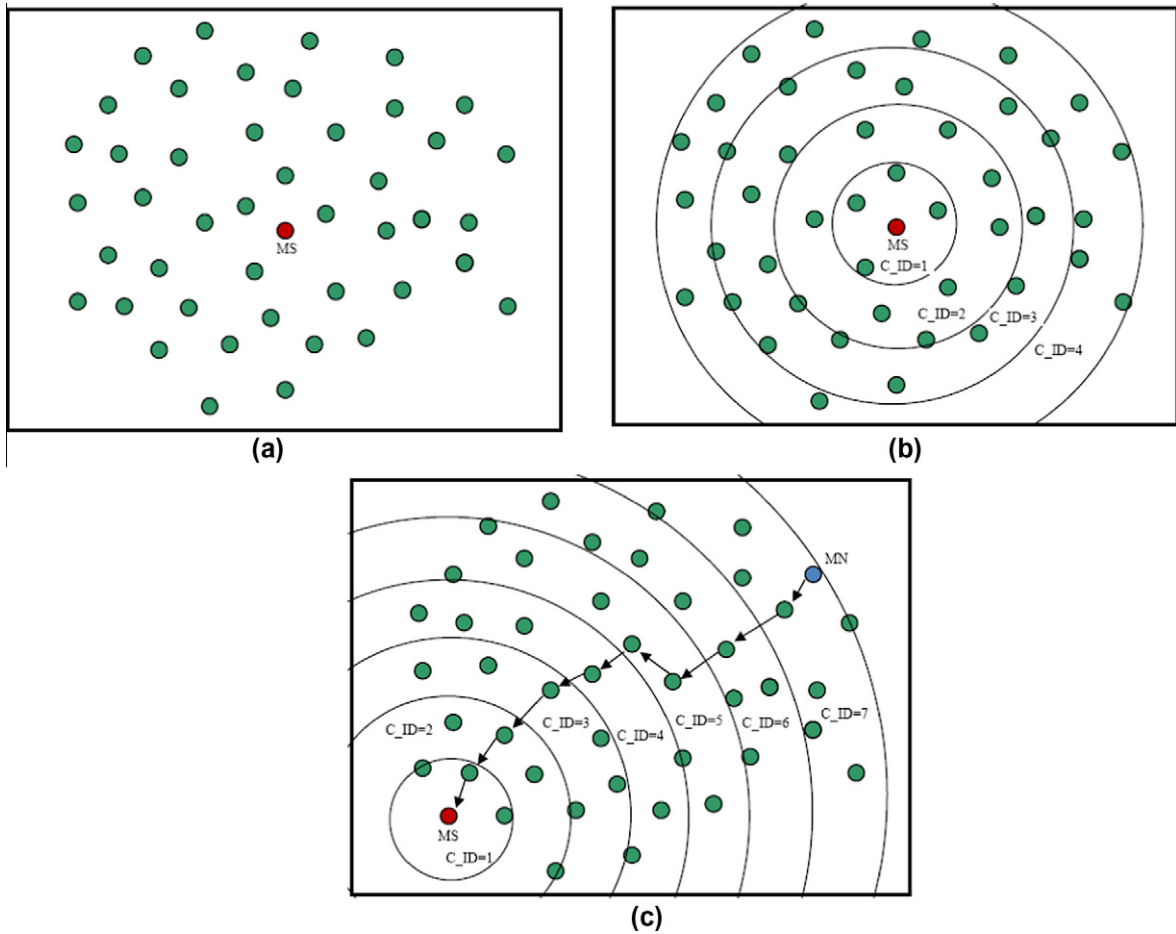 MS
(a)
MS
C_ID=1
C_ID=2
C_ID=3
C_ID=4
(b)
MN
C_ID=2
C_ID=3
C_ID=4
C_ID=5
C_ID=6
C_ID=7
MS
C_ID=1
(c)